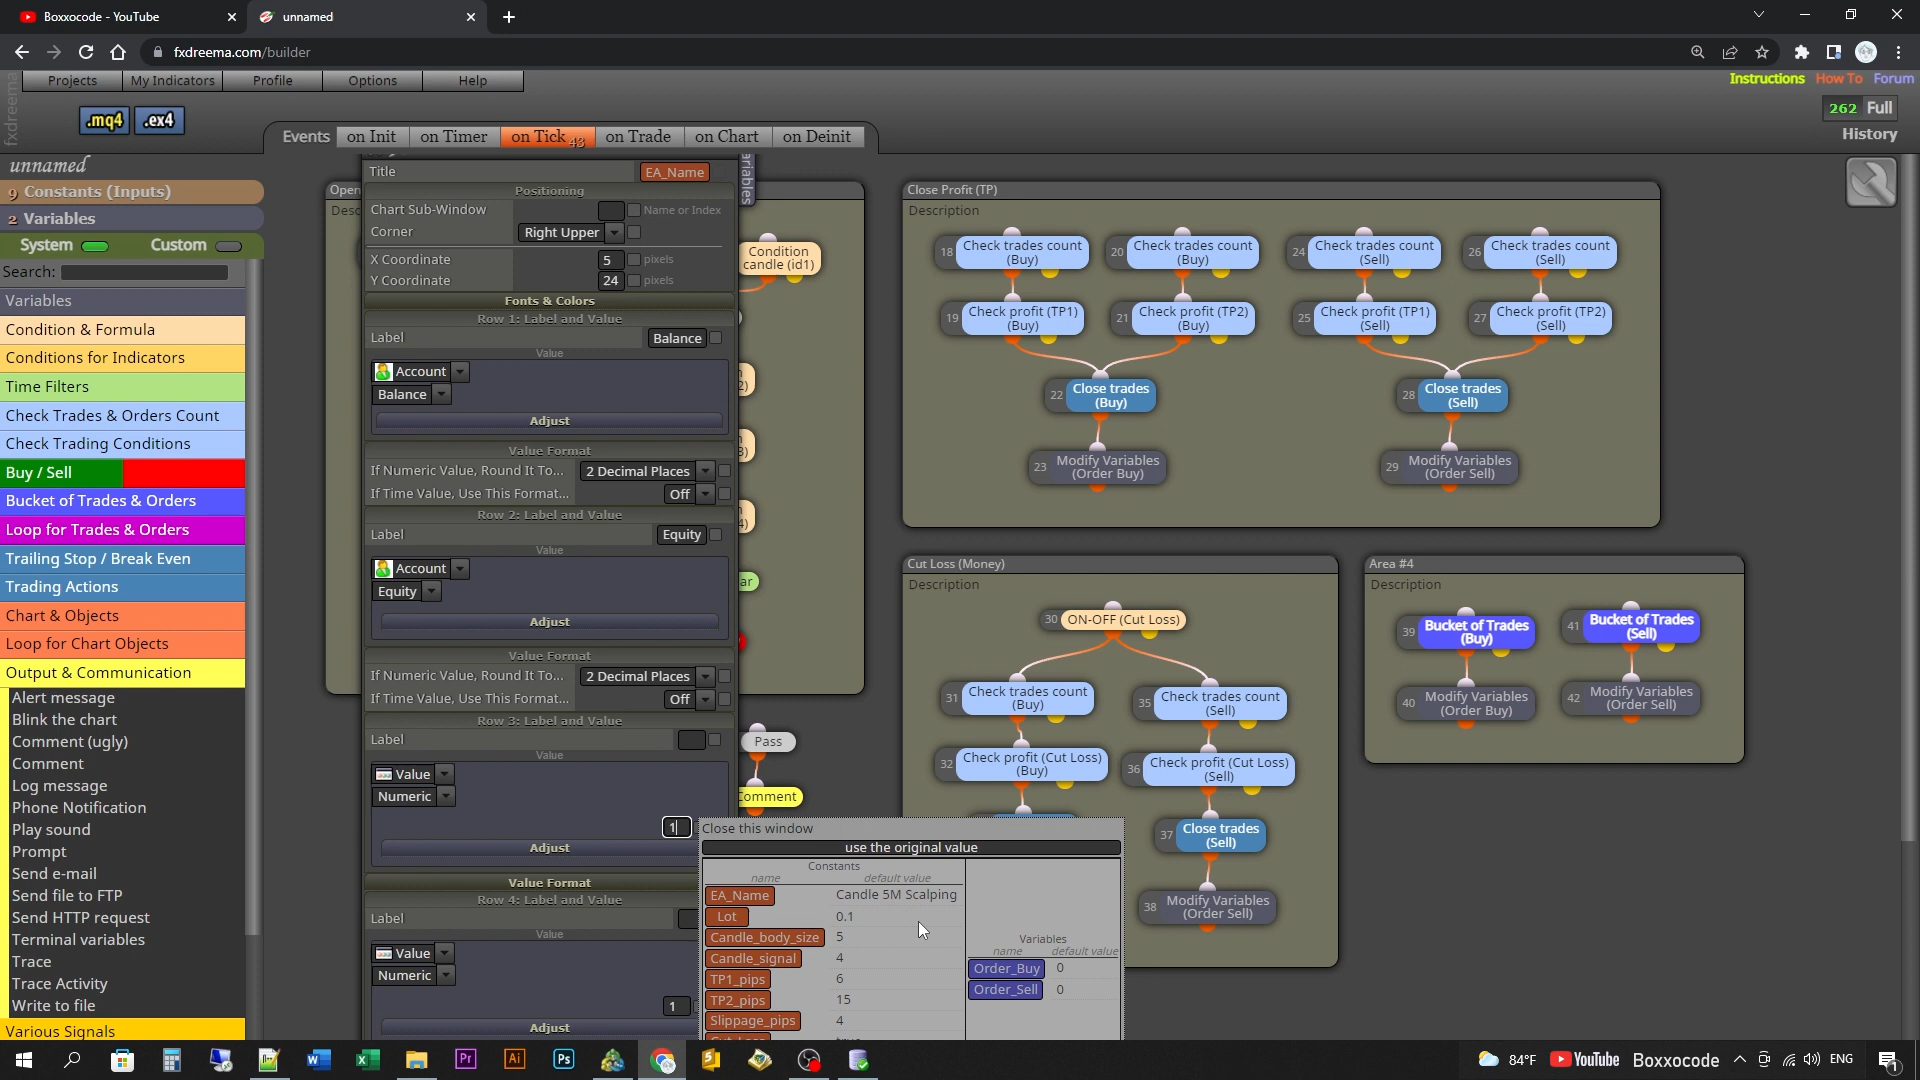 Boxxocode - YouTube
unnamed
fxdreema.com/builder
Projects
My Indicators
Profile
Options
Help
Instructions
How To
Forum
fxdreema
.mq4
.ex4
262 Full
History
Events
on Init
on Timer
on Tick 43
on Trade
on Chart
on Deinit
unnamed
9 Constants (Inputs)
2 Variables
System
Custom
Search:
Variables
Condition & Formula
Conditions for Indicators
Time Filters
Check Trades & Orders Count
Check Trading Conditions
Buy / Sell
Bucket of Trades & Orders
Loop for Trades & Orders
Trailing Stop / Break Even
Trading Actions
Chart & Objects
Loop for Chart Objects
Output & Communication
Alert message
Blink the chart
Comment (ugly)
Comment
Log message
Phone Notification
Play sound
Prompt
Send e-mail
Send file to FTP
Send HTTP request
Terminal variables
Trace
Trace Activity
Write to file
Various Signals
Open
Desc
Title
EA_Name
Positioning
Chart Sub-Window
Name or Index
Corner
Right Upper
X Coordinate
5
pixels
Y Coordinate
24
pixels
Fonts & Colors
Row 1: Label and Value
Label
Balance
Value
Account
Balance
Adjust
Value Format
If Numeric Value, Round It To...
2 Decimal Places
If Time Value, Use This Format...
Off
Row 2: Label and Value
Label
Equity
Value
Account
Equity
Adjust
Value Format
If Numeric Value, Round It To...
2 Decimal Places
If Time Value, Use This Format...
Off
Row 3: Label and Value
Label
Value
Value
Numeric
1
Adjust
Value Format
Row 4: Label and Value
Label
Value
Value
Numeric
1
Adjust
ariables
Condition
candle (id1)
2)
3)
4)
ar
Pass
Comment
Close Profit (TP)
Description
18 Check trades count
(Buy)
20 Check trades count
(Buy)
24 Check trades count
(Sell)
26 Check trades count
(Sell)
19 Check profit (TP1)
(Buy)
21 Check profit (TP2)
(Buy)
25 Check profit (TP1)
(Sell)
27 Check profit (TP2)
(Sell)
22 Close trades
(Buy)
28 Close trades
(Sell)
23 Modify Variables
(Order Buy)
29 Modify Variables
(Order Sell)
Cut Loss (Money)
Description
30 ON-OFF (Cut Loss)
31 Check trades count
(Buy)
35 Check trades count
(Sell)
32 Check profit (Cut Loss)
(Buy)
36 Check profit (Cut Loss)
(Sell)
37 Close trades
(Sell)
38 Modify Variables
(Order Sell)
Area #4
Description
39 Bucket of Trades
(Buy)
41 Bucket of Trades
(Sell)
40 Modify Variables
(Order Buy)
42 Modify Variables
(Order Sell)
Close this window
use the original value
Constants
name default value
EA_Name Candle 5M Scalping
Lot 0.1
Candle_body_size 5
Candle_signal 4
TP1_pips 6
TP2_pips 15
Slippage_pips 4
Variables
name default value
Order_Buy 0
Order_Sell 0
84°F
YouTube
Boxxocode
ENG
1